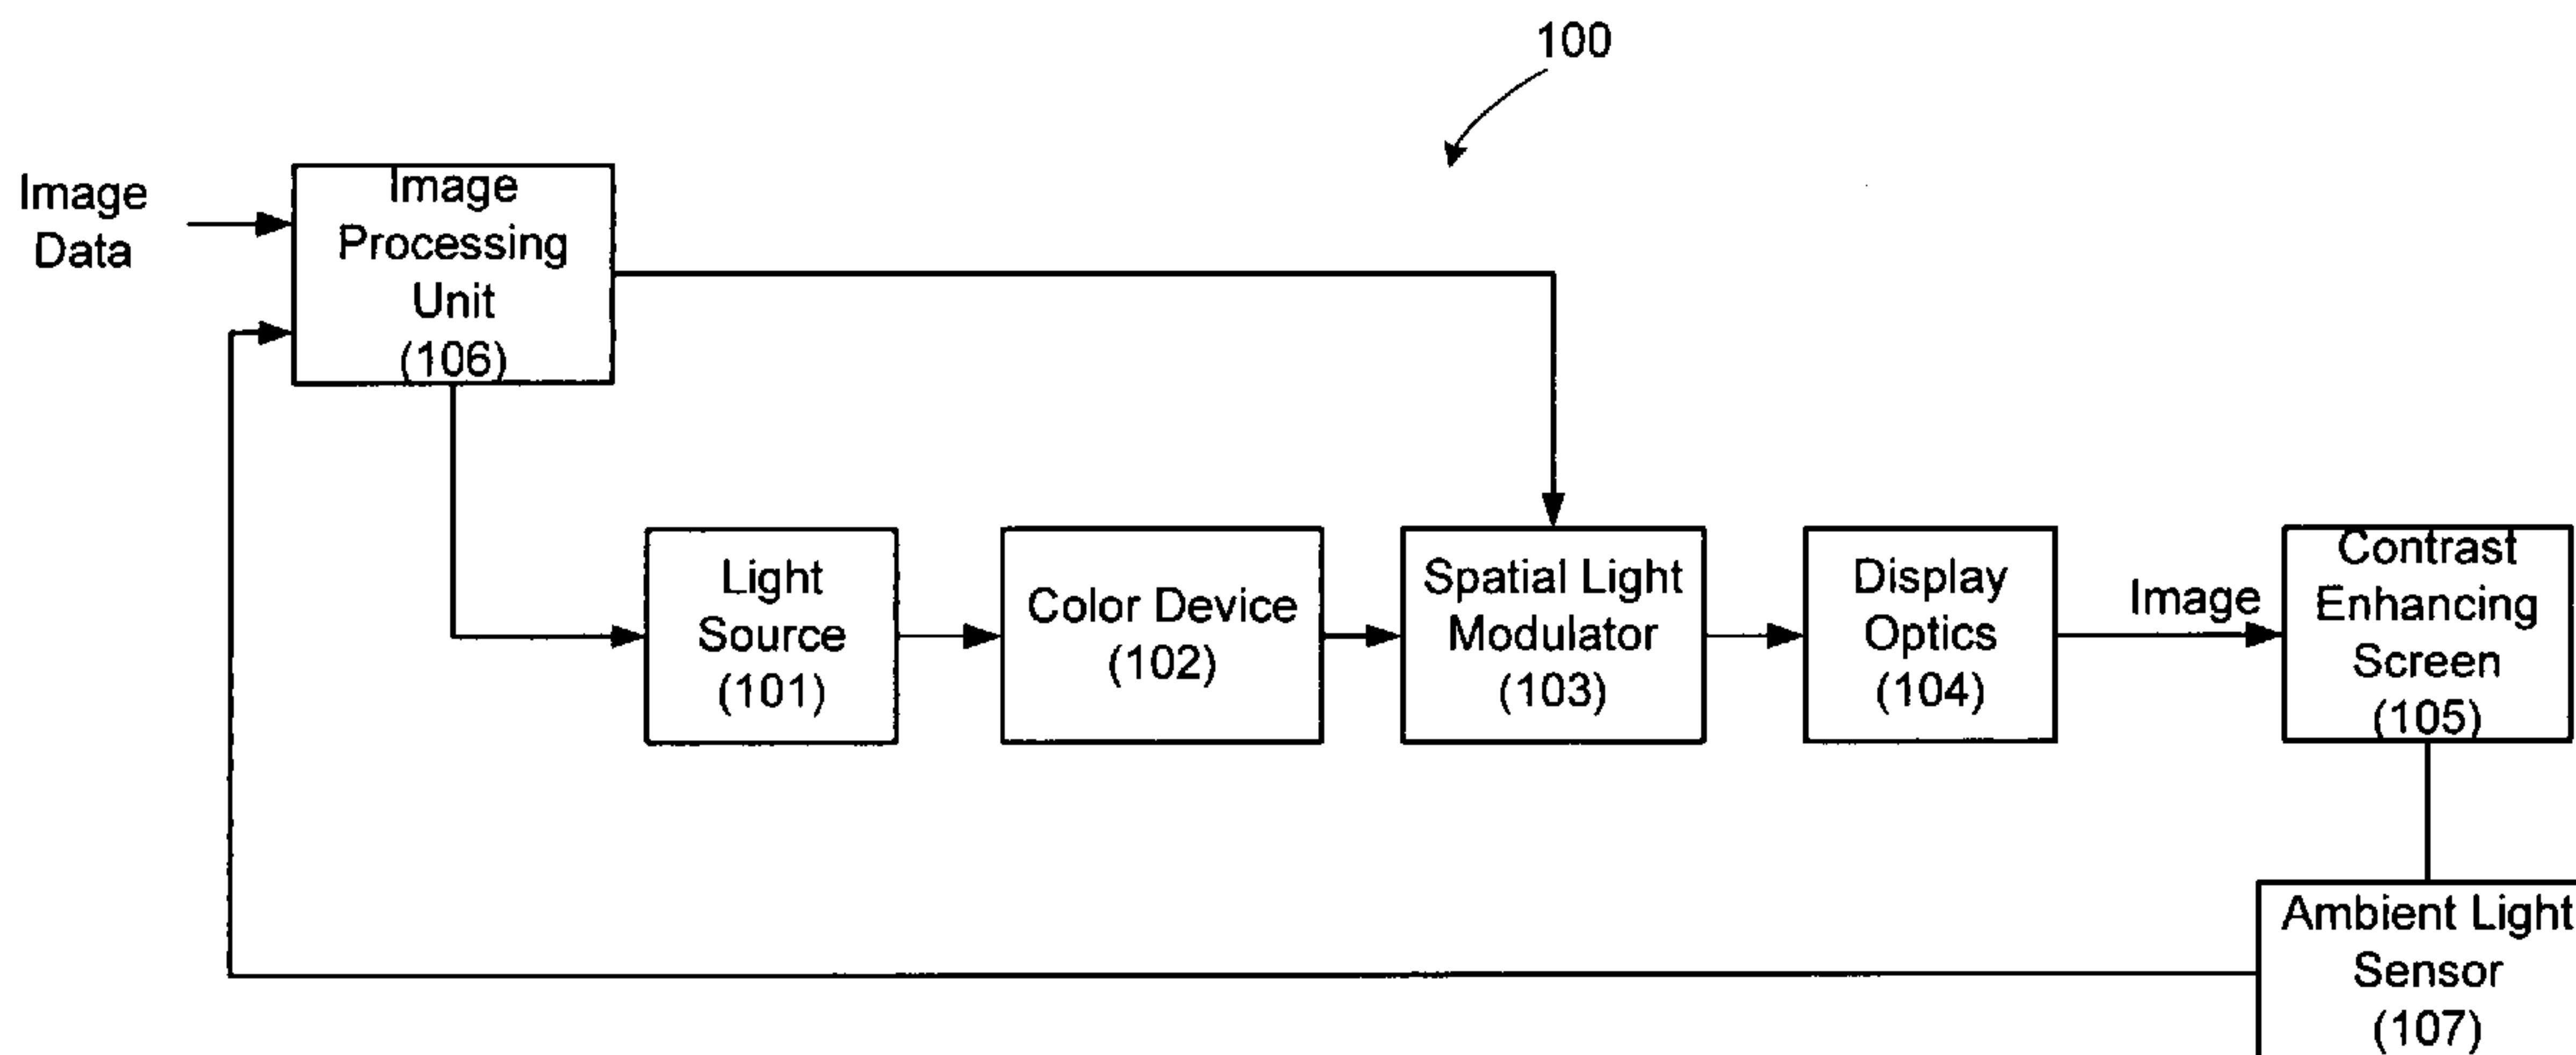 100
Image
Data
Image
Processing
Unit
(106)
Light
Source
(101)
Color Device
(102)
Spatial Light
Modulator
(103)
Display
Optics
(104)
Image
Contrast
Enhancing
Screen
(105)
Ambient Light
Sensor
(107)